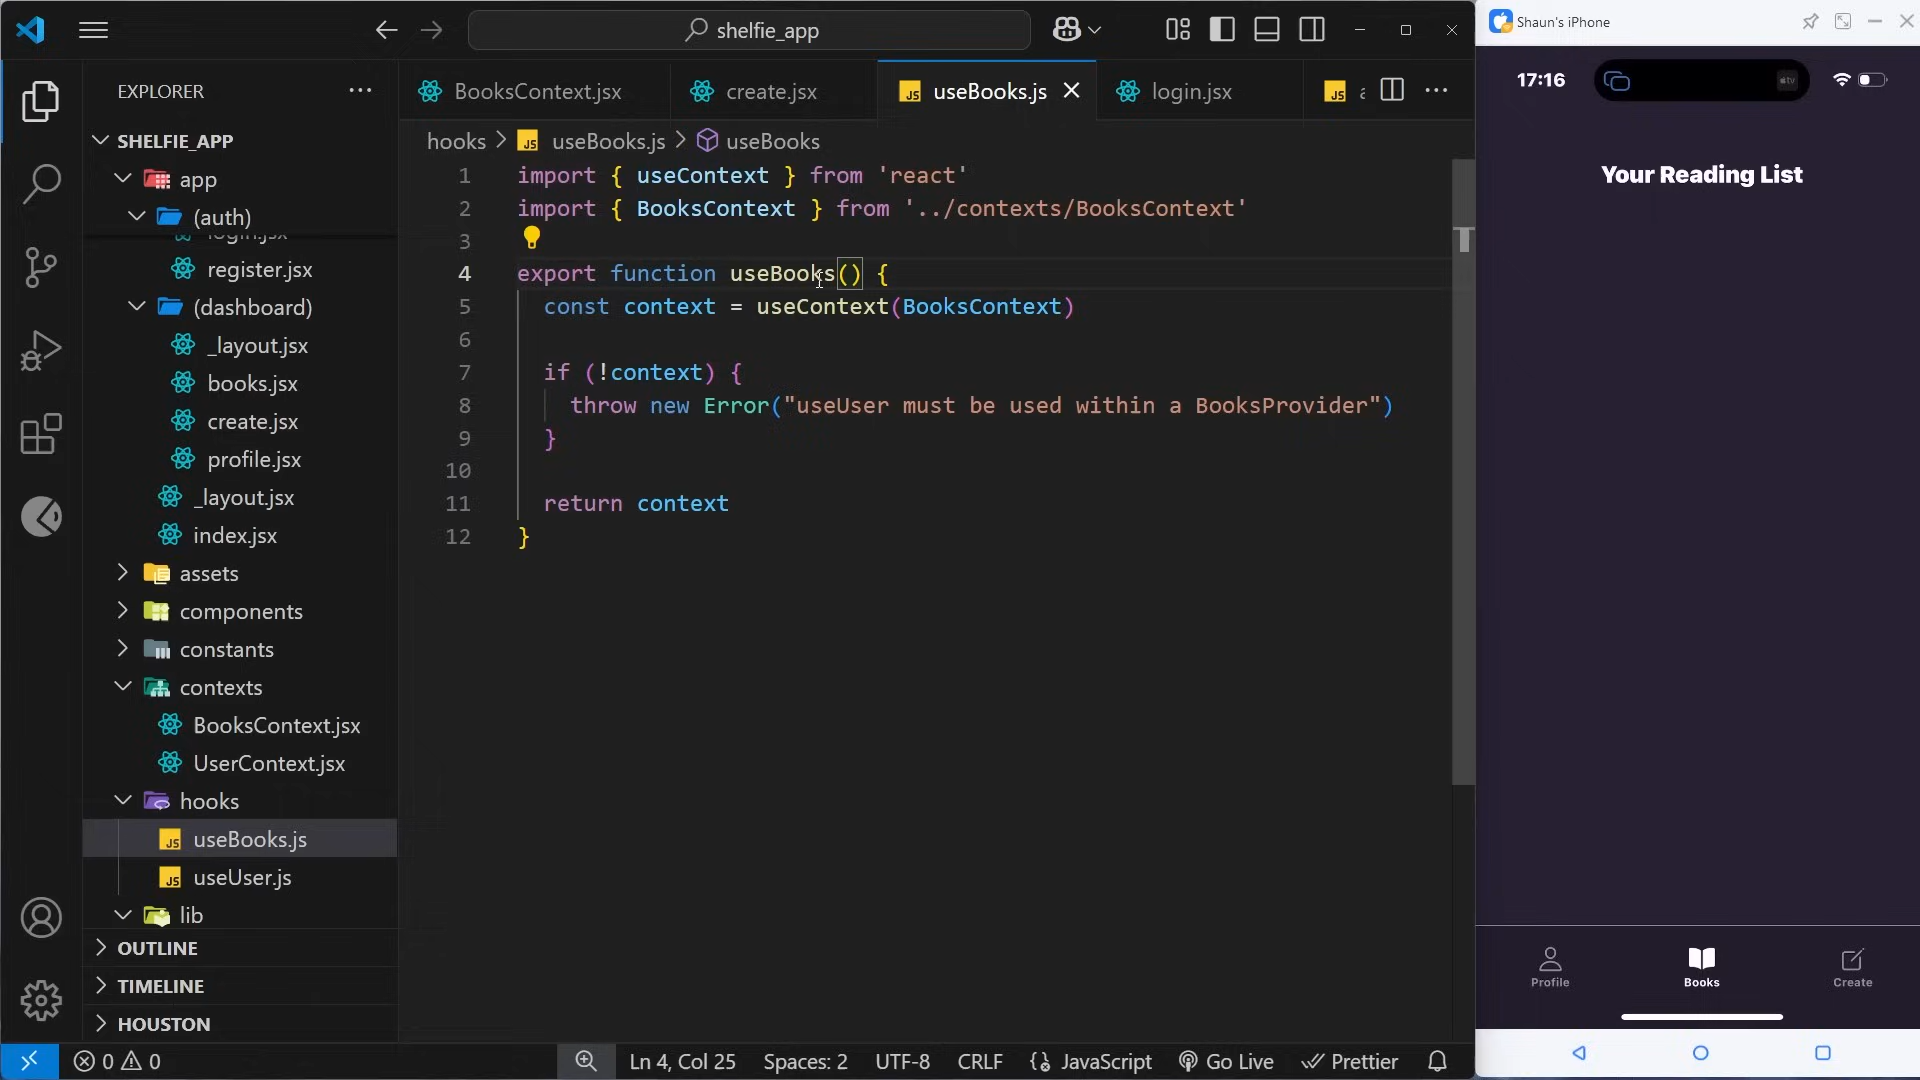 shelfie_app
EXPLORER
SHELFIE_APP
app
(auth)
login.jsx
register.jsx
(dashboard)
_layout.jsx
books.jsx
create.jsx
profile.jsx
_layout.jsx
index.jsx
assets
components
constants
contexts
BooksContext.jsx
UserContext.jsx
hooks
useBooks.js
useUser.js
lib
OUTLINE
TIMELINE
HOUSTON
BooksContext.jsx
create.jsx
useBooks.js
login.jsx
hooks > useBooks.js > useBooks
1 import { useContext } from 'react'
2 import { BooksContext } from '../contexts/BooksContext'
3
4 export function useBooks() {
5 const context = useContext(BooksContext)
6
7 if (!context) {
8 throw new Error("useUser must be used within a BooksProvider")
9 }
10
11 return context
12 }
0 0
Ln 4, Col 25 Spaces: 2 UTF-8 CRLF {} JavaScript Go Live Prettier
Shaun's iPhone
17:16
Your Reading List
Profile
Books
Create